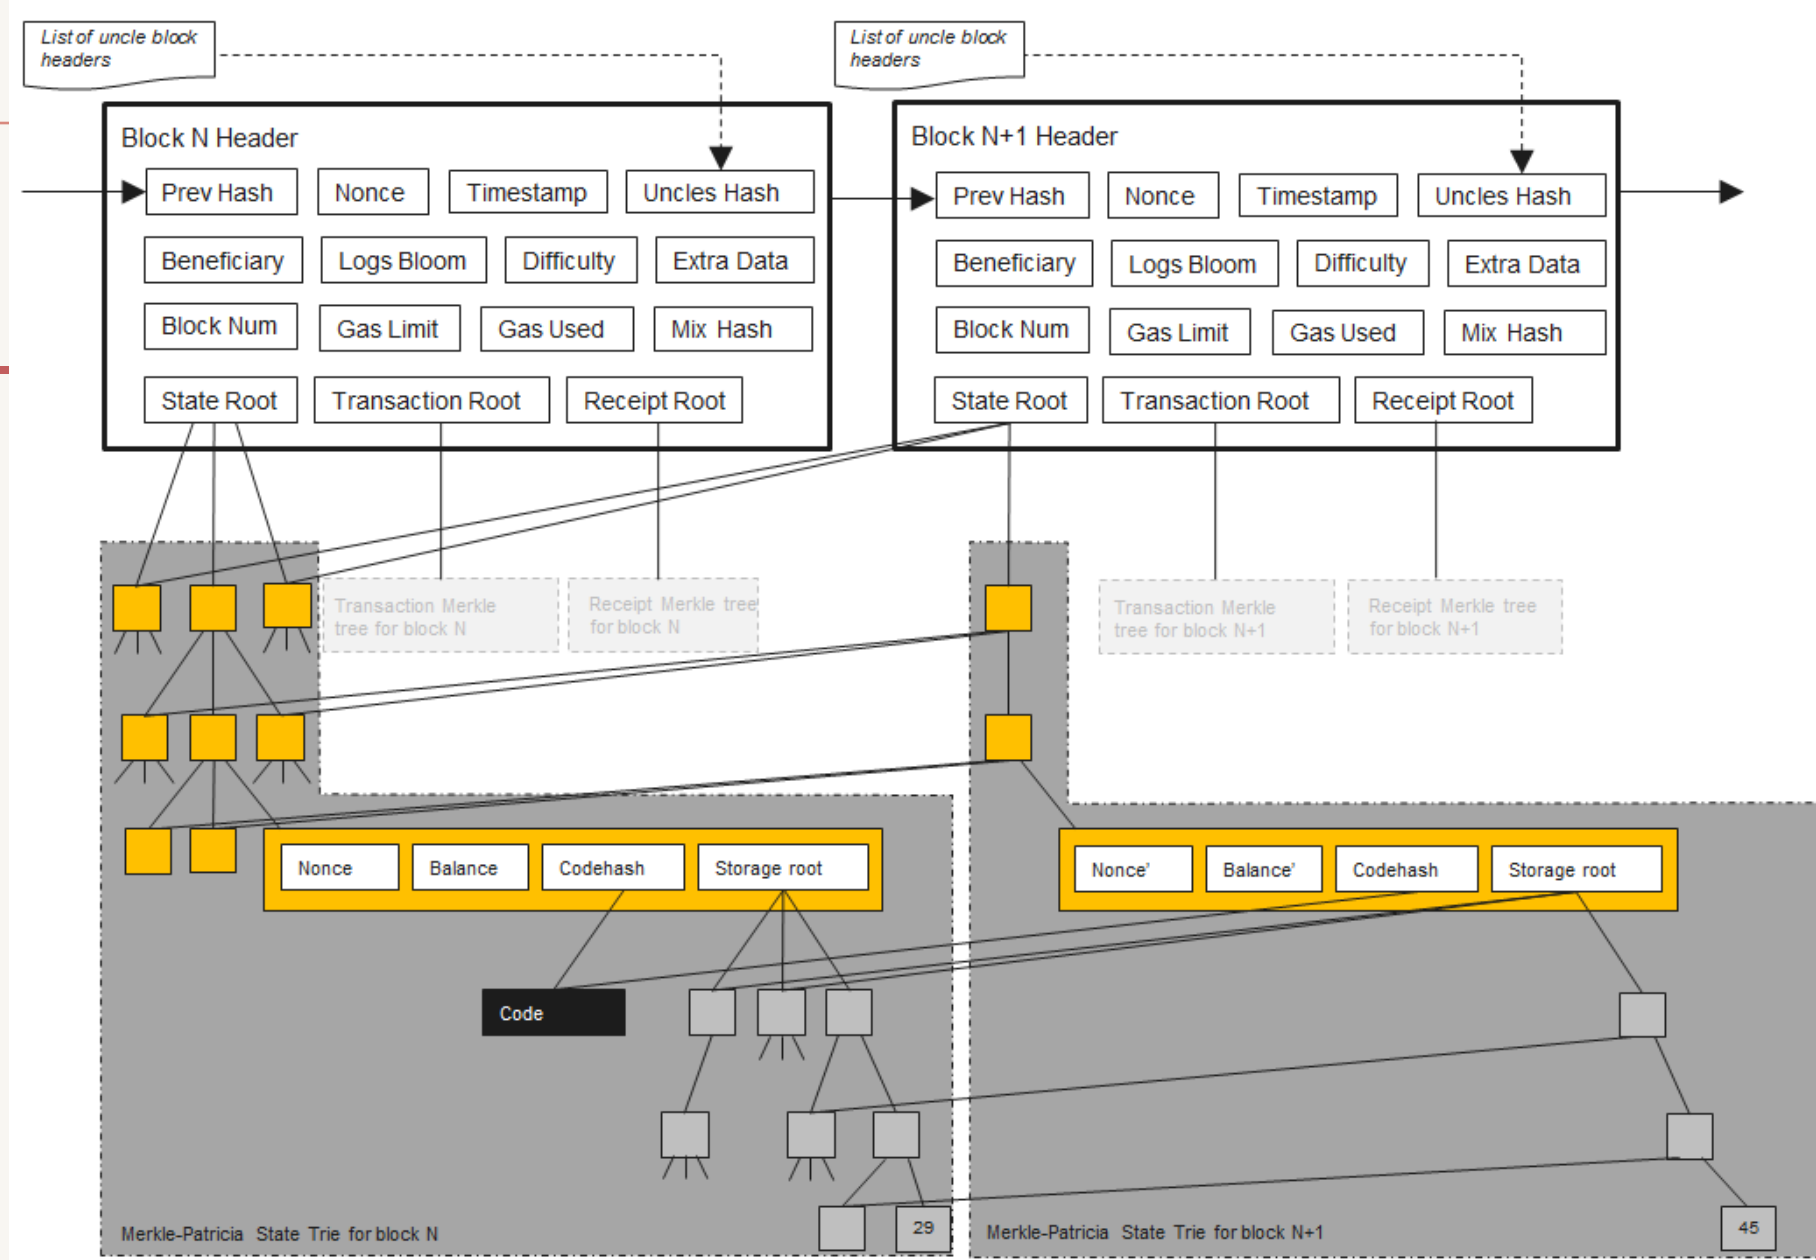 List of uncle block
headers
List of uncle block
headers
Block N Header
Prev Hash
Nonce
Timestamp
Uncles Hash
Beneficiary
Logs Bloom
Difficulty
Extra Data
Block Num
Gas Limit
Gas Used
Mix Hash
State Root
Transaction Root
Receipt Root
Block N+1 Header
Prev Hash
Nonce
Timestamp
Uncles Hash
Beneficiary
Logs Bloom
Difficulty
Extra Data
Block Num
Gas Limit
Gas Used
Mix Hash
State Root
Transaction Root
Receipt Root
Transaction Merkle
tree for block N
Receipt Merkle tree
for block N
Transaction Merkle
tree for block N+1
Receipt Merkle tree
for block N+1
Nonce
Balance
Codehash
Storage root
Nonce’
Balance’
Codehash
Storage root
Code
29
45
Merkle-Patricia State Trie for block N
Merkle-Patricia State Trie for block N+1